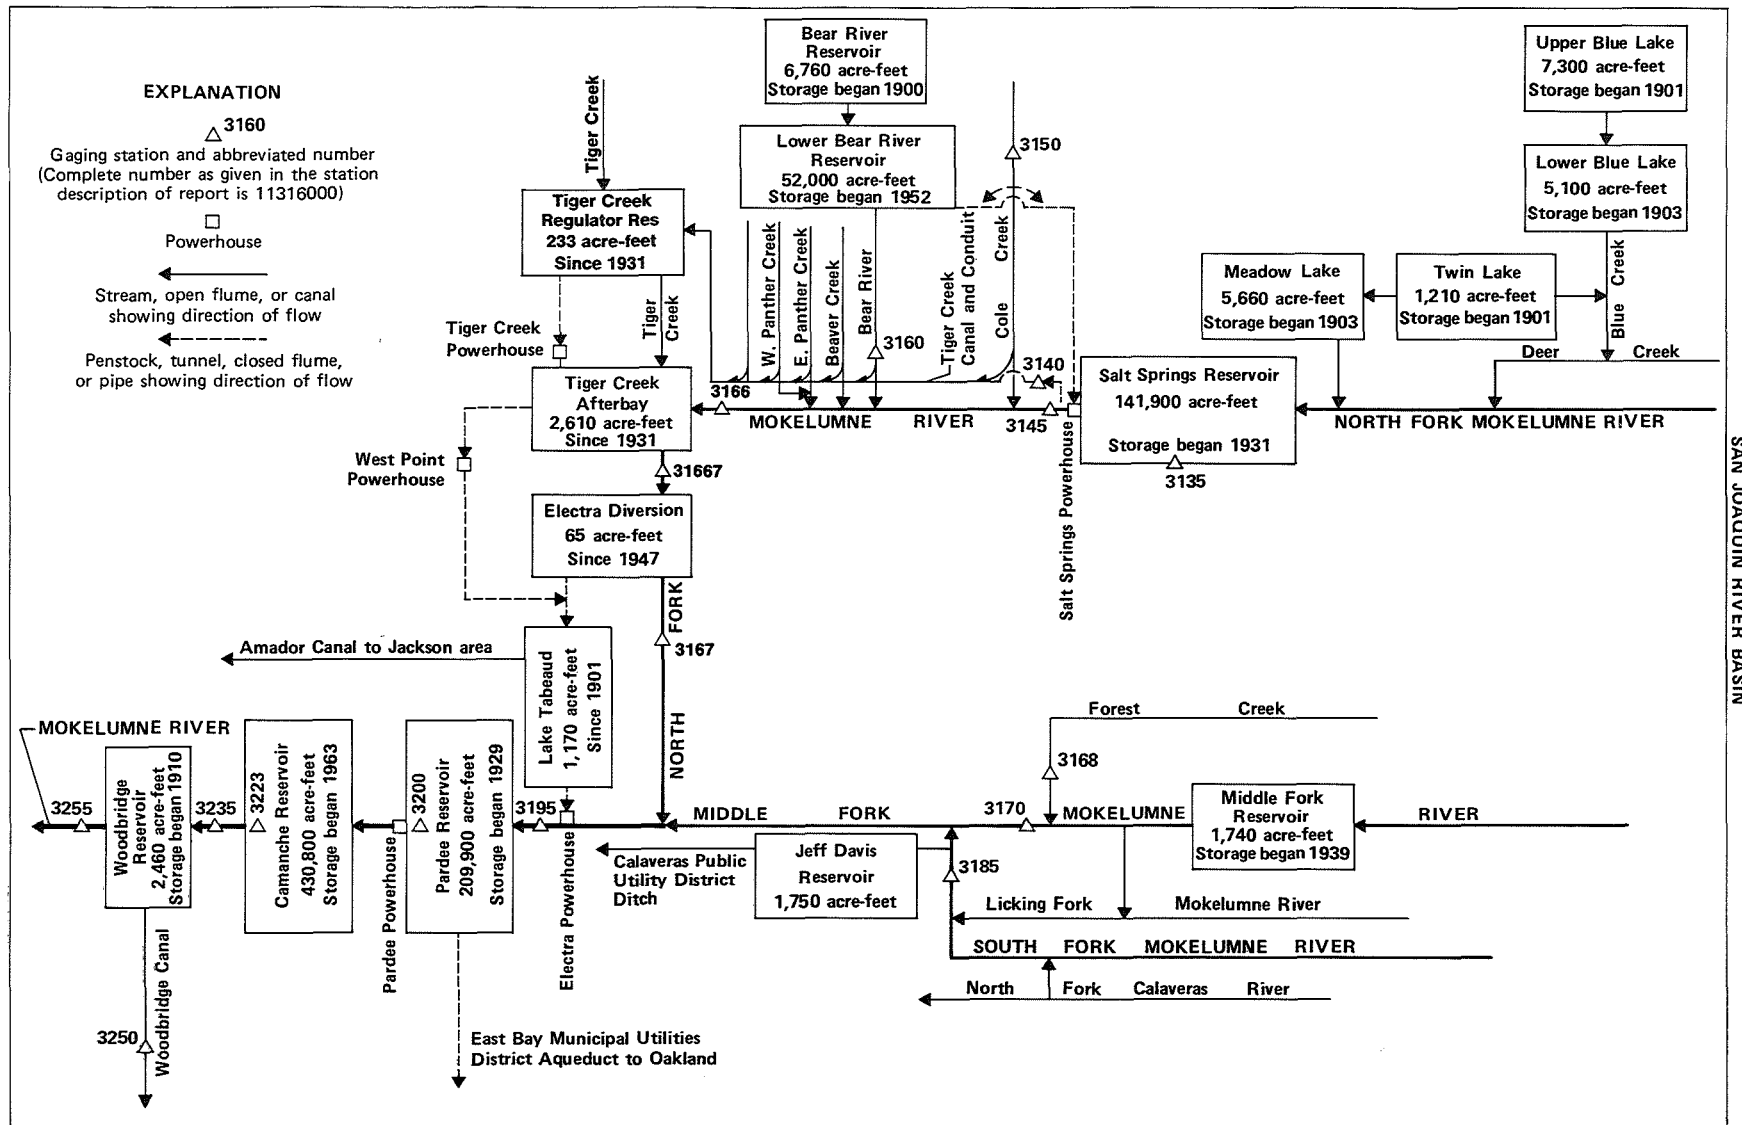 EXPLANATION
3160
Gaging station and abbreviated number
(Complete number as given in the station
description of report is 11316000)
Powerhouse
Stream, open flume, or canal
showing direction of flow
Penstock, tunnel, closed flume,
or pipe showing direction of flow
Tiger Creek
Bear River
Reservoir
6,760 acre-feet
Storage began 1900
Lower Bear River
Reservoir
52,000 acre-feet
Storage began 1952
3150
Upper Blue Lake
7,300 acre-feet
Storage began 1901
Lower Blue Lake
5,100 acre-feet
Storage began 1903
Blue Creek
Meadow Lake
5,660 acre-feet
Storage began 1903
Twin Lake
1,210 acre-feet
Storage began 1901
Deer Creek
Tiger Creek
Regulator Res
233 acre-feet
Since 1931
Tiger Creek
Powerhouse
Tiger
Creek
W. Panther Creek
E. Panther Creek
Beaver Creek
Bear River
3160
Tiger Creek
Canal and Conduit
Cole Creek
3140
3166
MOKELUMNE RIVER
3145
Salt Springs Powerhouse
Salt Springs Reservoir
141,900 acre-feet
Storage began 1931
3135
NORTH FORK MOKELUMNE RIVER
SAN JOAQUIN RIVER BASIN
Tiger Creek
Afterbay
2,610 acre-feet
Since 1931
West Point
Powerhouse
31667
Electra Diversion
65 acre-feet
Since 1947
NORTH FORK
3167
Amador Canal to Jackson area
Lake Tabeaud
1,170 acre-feet
Since 1901
MOKELUMNE RIVER
3255
Woodbridge
Reservoir
2,460 acre-feet
Storage began 1910
3235
3223
Camanche Reservoir
430,800 acre-feet
Storage began 1963
Pardee Powerhouse
3200
Pardee Reservoir
209,900 acre-feet
Storage began 1929
3195
Electra Powerhouse
MIDDLE FORK
3170
MOKELUMNE
RIVER
Forest Creek
3168
Middle Fork
Reservoir
1,740 acre-feet
Storage began 1939
Calaveras Public
Utility District
Ditch
Jeff Davis
Reservoir
1,750 acre-feet
3185
Licking Fork Mokelumne River
SOUTH FORK MOKELUMNE RIVER
North Fork Calaveras River
3250
Woodbridge Canal
East Bay Municipal Utilities
District Aqueduct to Oakland